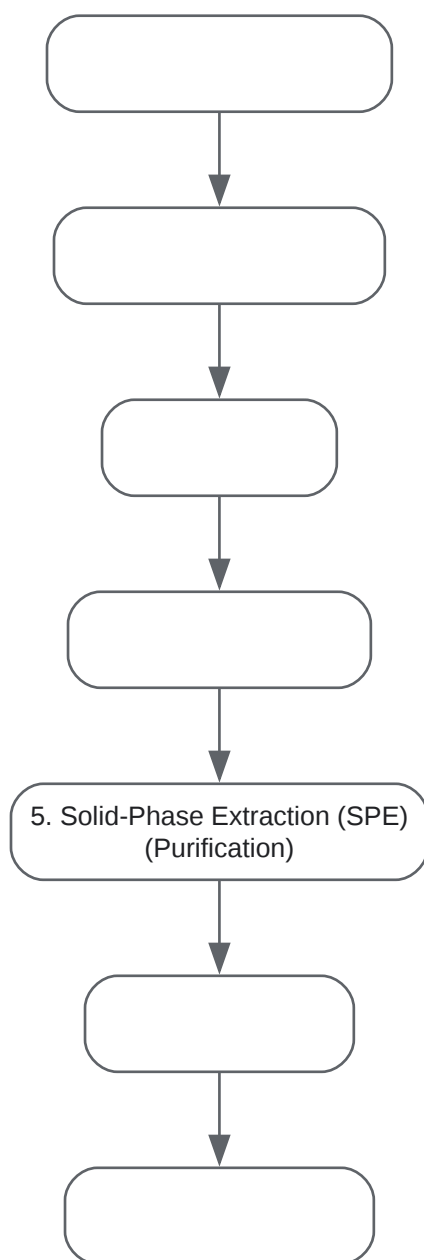 5. Solid-Phase Extraction (SPE)
(Purification)